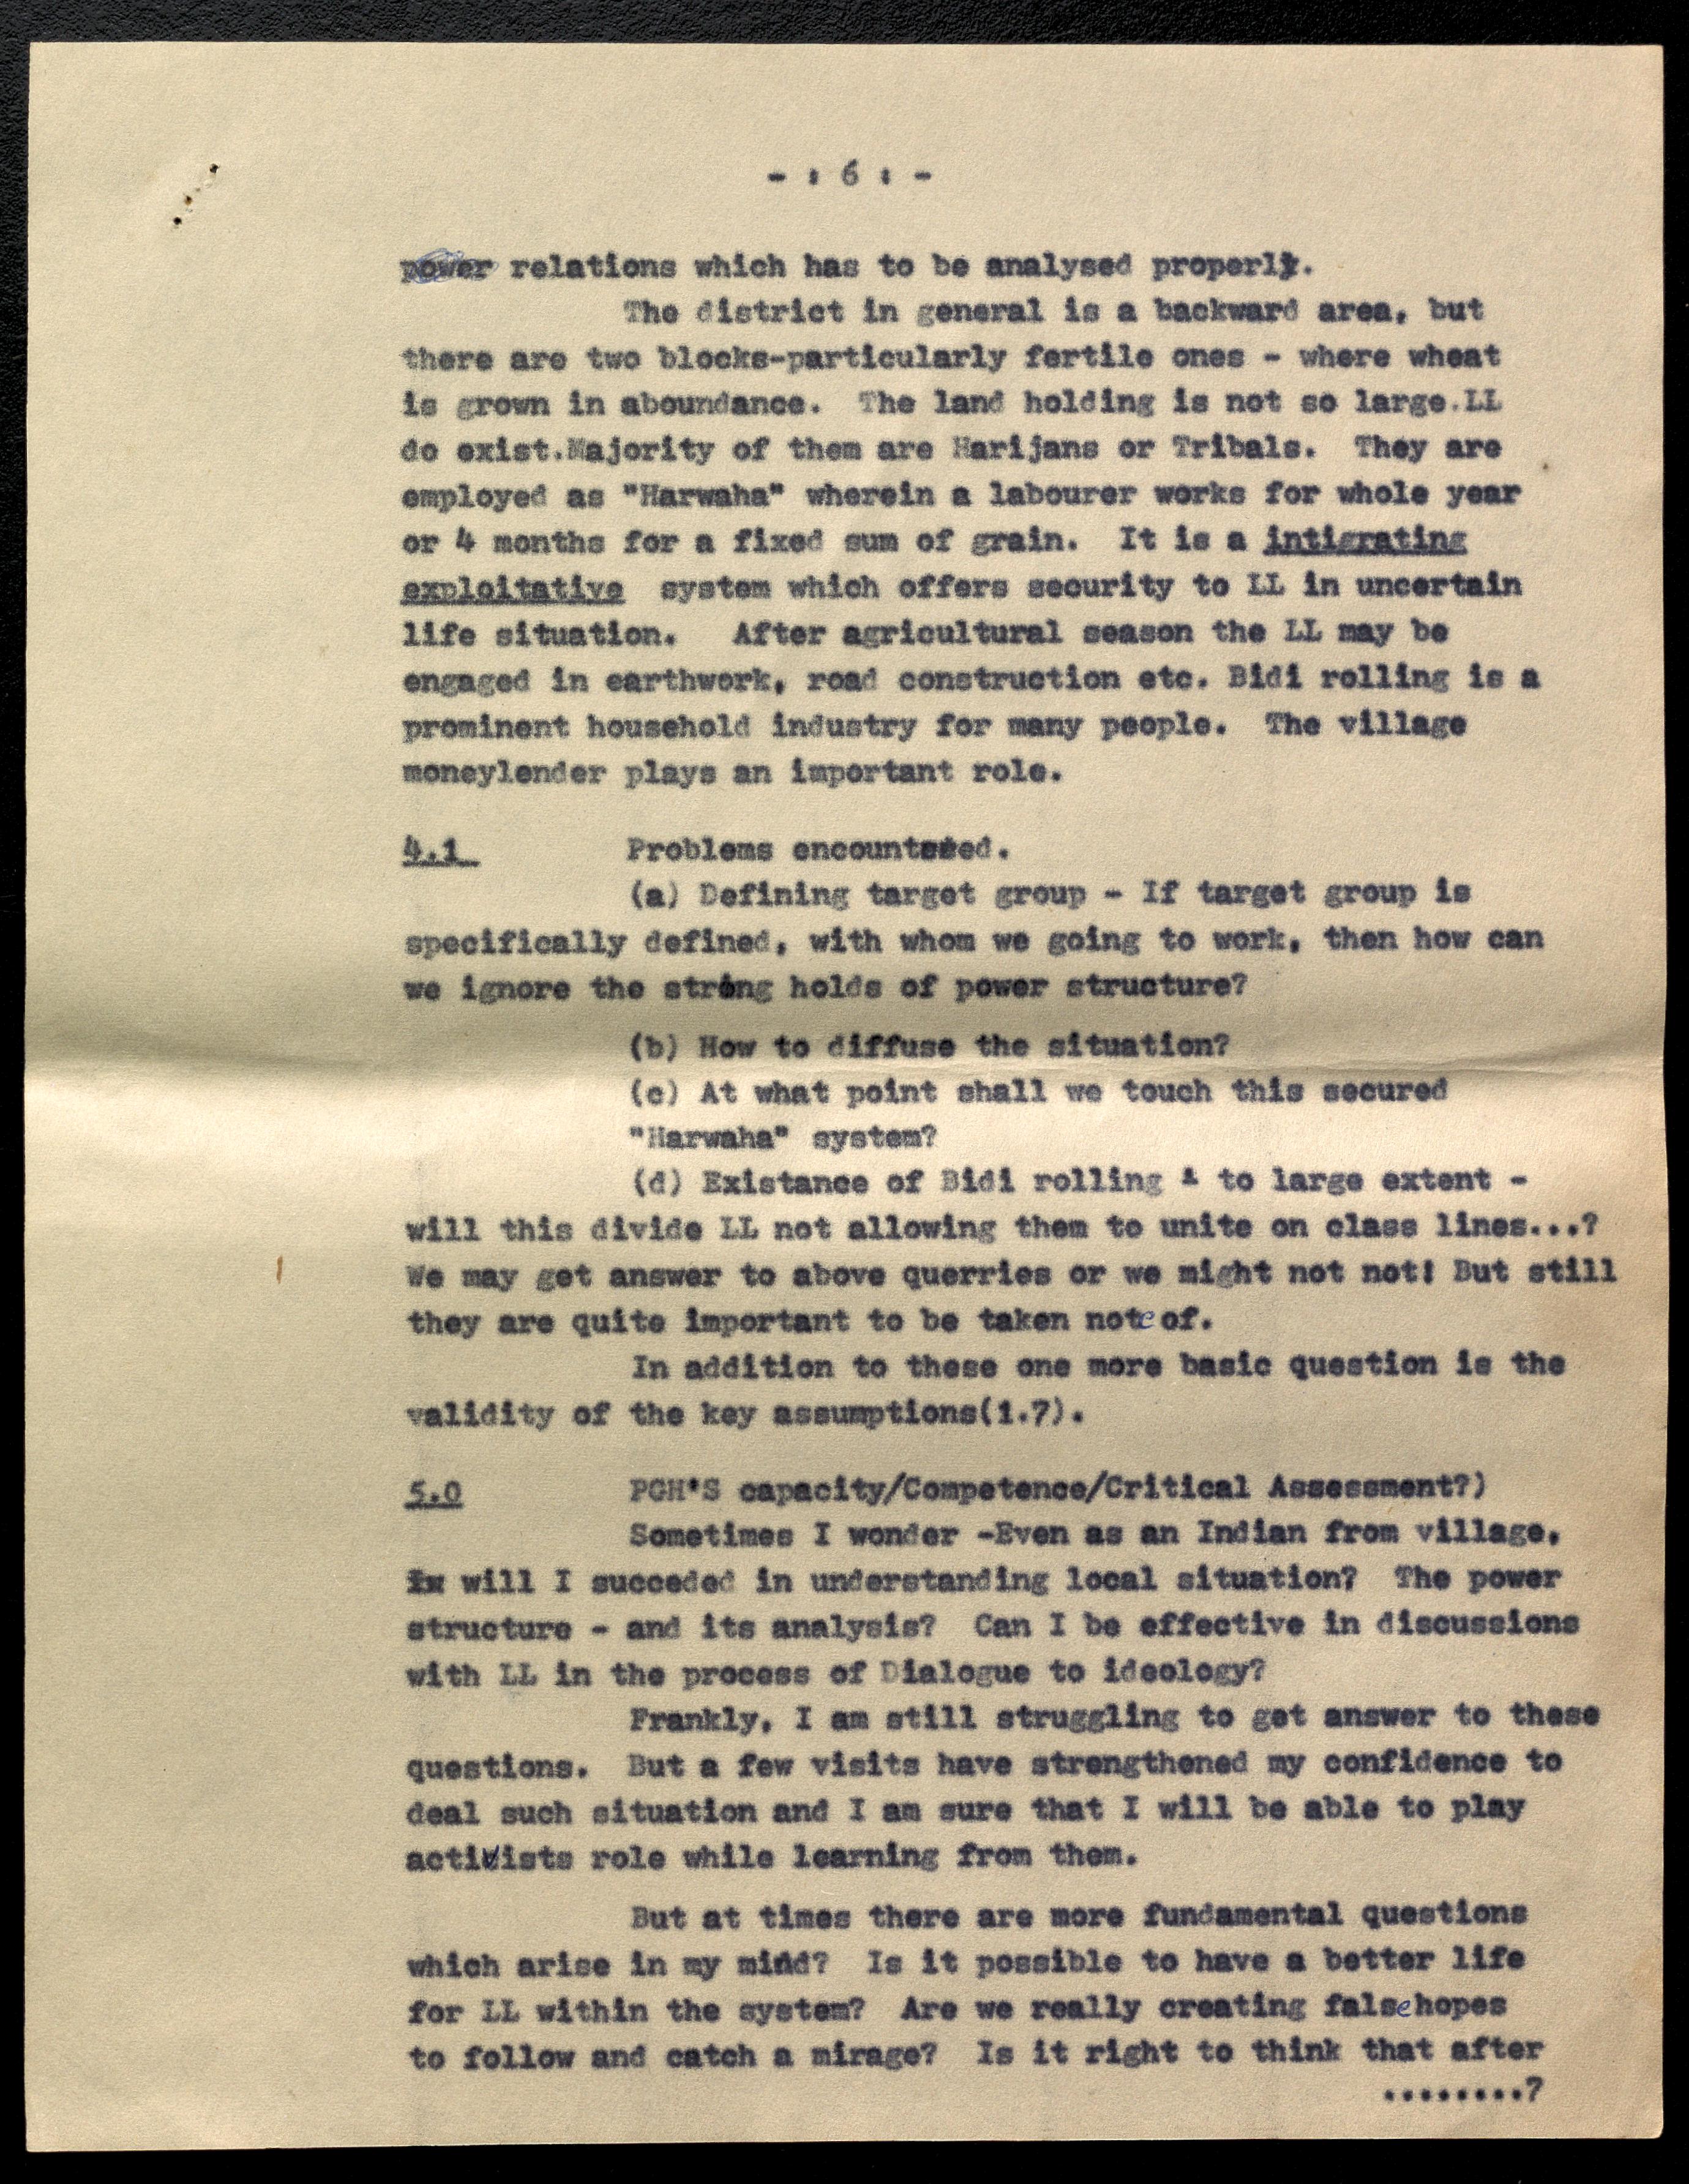 - : 6 : -
power relations which has to be analysed properly.
The district in general is a backward area, but
there are two blocks-particularly fertile ones - where wheat
is grown in aboundance. The land holding is not so large.LL
do exist.Majority of them are Harijans or Tribals. They are
employed as "Harwaha" wherein a labourer works for whole year
or 4 months for a fixed sum of grain. It is a intigrating
exploitative system which offers security to LL in uncertain
life situation. After agricultural season the LL may be
engaged in earthwork, road construction etc. Bidi rolling is a
prominent household industry for many people. The village
moneylender plays an important role.
4.1 Problems encountered.
(a) Defining target group - If target group is
specifically defined, with whom we going to work, then how can
we ignore the strong holds of power structure?
(b) How to diffuse the situation?
(c) At what point shall we touch this secured
"Harwaha" system?
(d) Existance of Bidi rolling - to large extent -
will this divide LL not allowing them to unite on class lines...?
We may get answer to above querries or we might not not! But still
they are quite important to be taken note of.
In addition to these one more basic question is the
validity of the key assumptions(1.7).
5.0 PGH'S capacity/Competence/Critical Assessment?)
Sometimes I wonder -Even as an Indian from village,
will I succeded in understanding local situation? The power
structure - and its analysis? Can I be effective in discussions
with LL in the process of Dialogue to ideology?
Frankly, I am still struggling to get answer to these
questions. But a few visits have strengthened my confidence to
deal such situation and I am sure that I will be able to play
activists role while learning from them.
But at times there are more fundamental questions
which arise in my mind? Is it possible to have a better life
for LL within the system? Are we really creating false hopes
to follow and catch a mirage? Is it right to think that after
........?